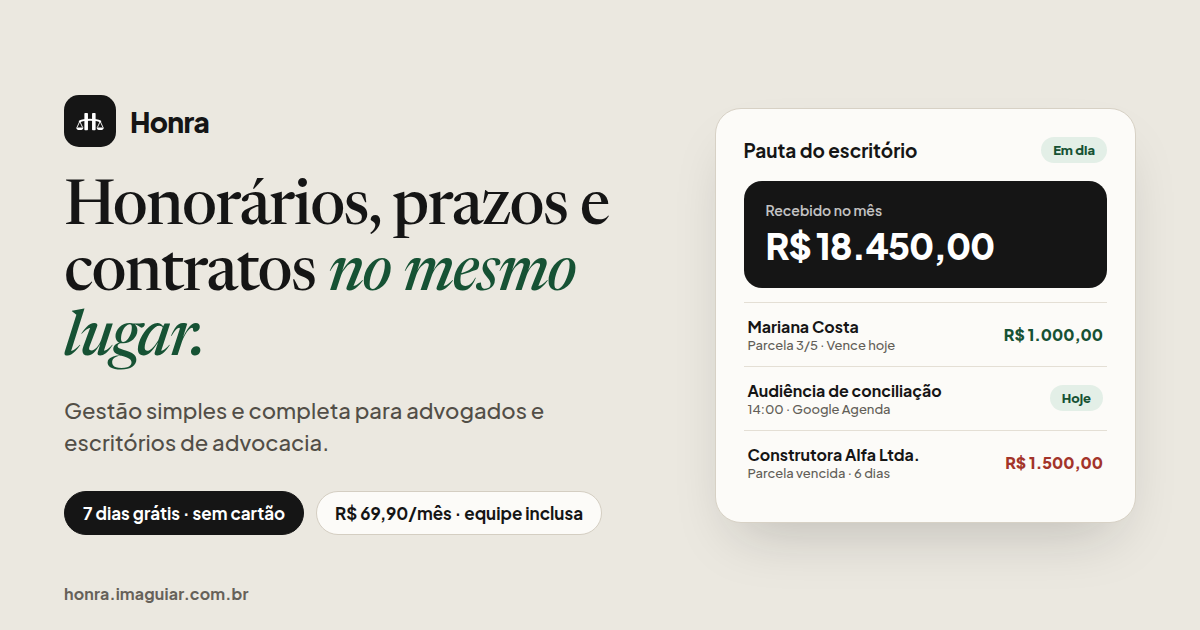 Honra
Honorários, prazos e
contratos no mesmo
lugar.
Gestão simples e completa para advogados e
escritórios de advocacia.
7 dias grátis · sem cartão
R$ 69,90/mês · equipe inclusa
honra.imaguiar.com.br
Pauta do escritório
Em dia
Recebido no mês
R$ 18.450,00
Mariana Costa
Parcela 3/5 · Vence hoje
R$ 1.000,00
Audiência de conciliação
14:00 · Google Agenda
Hoje
Construtora Alfa Ltda.
Parcela vencida · 6 dias
R$ 1.500,00